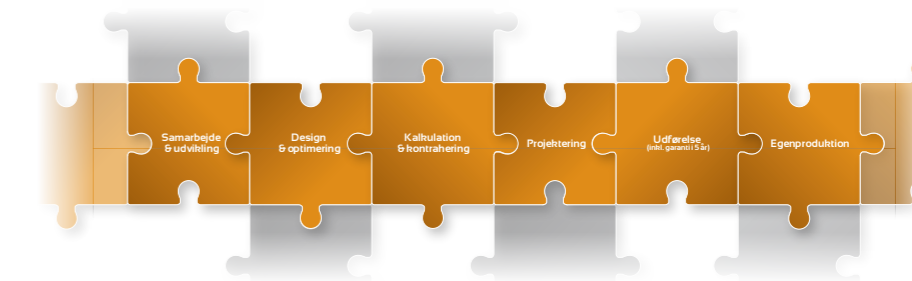 Samarbejde
& udvikling
Design
& optimering
Kalkulation
& kontrahering
Projektering
Udførelse
(inkl. garanti i 5 år)
Egenproduktion